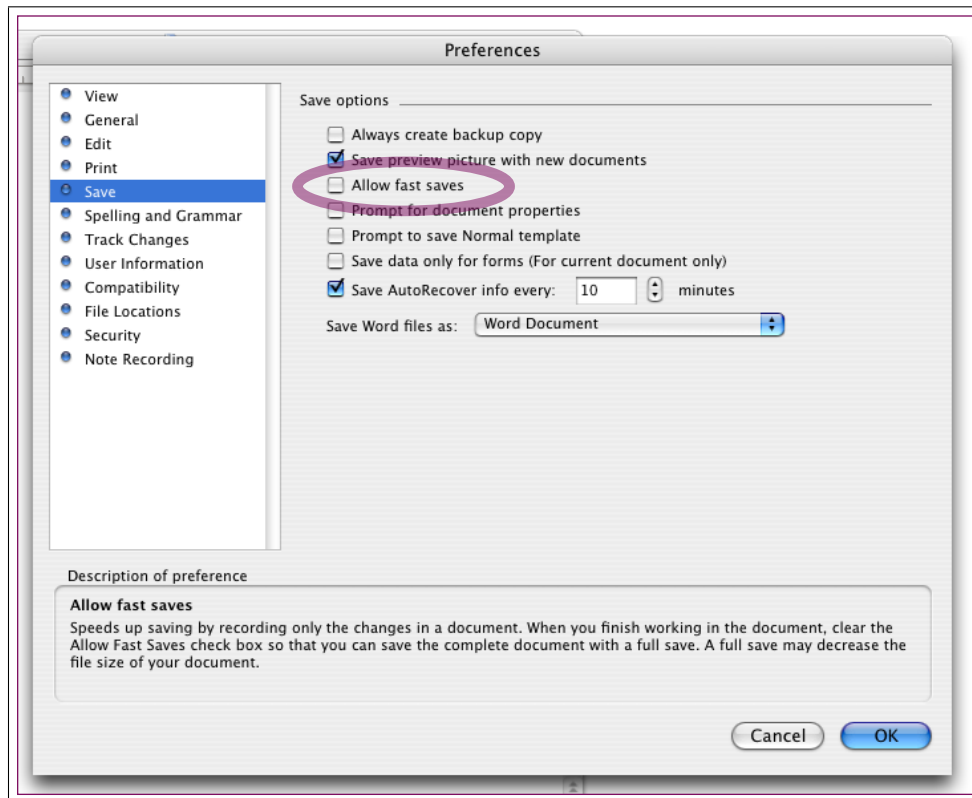 Preferences
View
General
Edit
Print
Save
Spelling and Grammar
Track Changes
User Information
Compatibility
File Locations
Security
Note Recording
Save options
Always create backup copy
Save preview picture with new documents
Allow fast saves
Prompt for document properties
Prompt to save Normal template
Save data only for forms (For current document only)
Save AutoRecover info every: 10 minutes
Save Word files as: Word Document
Description of preference
Allow fast saves
Speeds up saving by recording only the changes in a document. When you finish working in the document, clear the
Allow Fast Saves check box so that you can save the complete document with a full save. A full save may decrease the
file size of your document.
Cancel OK